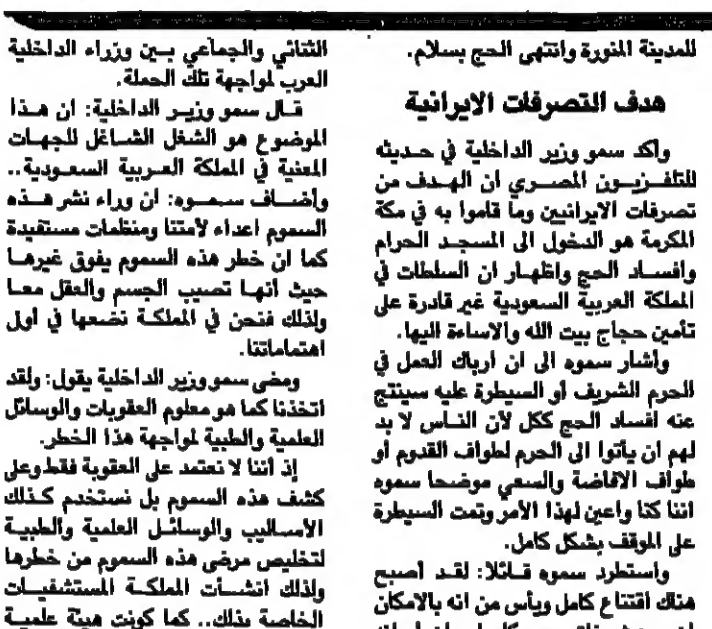 للمدينة المنورة وانتهى الحج بسلام.
هدف التصرفات الايرانية
واكد سمو وزير الداخلية في حديثه
للتلفزيون المصري ان الهدف من
تصرفات الايرانيين وما قاموا به في مكة
المكرمة هو الدخول الى المسجد الحرام
وافساد الحج واظهار ان السلطات في
المملكة العربية السعودية غير قادرة على
تأمين حجاج بيت الله والاساءة اليها.
وأشار سموه الى ان ارباك العمل في
الحرم الشريف أو السيطرة عليه سينتج
عنه افساد الحج ككل لأن الناس لا بد
لهم ان يأتوا الى الحرم لطواف القدوم أو
طواف الافاضة والسعي موضحا سموه
اننا كنا واعين لهذا الأمر وتمت السيطرة
على الموقف بشكل كامل.
واستطرد سموه قائلا: لقد أصبح
هناك أقتناع كامل ويأس من انه بالامكان
الثنائي والجماعي بين وزراء الداخلية
العرب لمواجهة تلك الحملة.
قال سمو وزير الداخلية: ان هذا
الموضوع هو الشغل الشاغل للجهات
المعنية في المملكة العربية السعودية..
وأضاف سموه: ان وراء نشر هذه
السموم اعداء لأمتنا ومنظمات مستفيدة
كما ان خطر هذه السموم يفوق غيرها
حيث أنها تصيب الجسم والعقل معا
ولذلك فنحن في المملكة نضعها في أول
اهتماماتنا.
ومضى سمو وزير الداخلية يقول: ولقد
اتخذنا كما هو معلوم العقوبات والوسائل
العلمية والطبية لمواجهة هذا الخطر.
إذ أننا لا نعتمد على العقوبة فقط وعلى
كشف هذه السموم بل نستخدم كذلك
الأساليب والوسائل العلمية والطبية
لتخليص مرضى هذه السموم من خطرها
ولذلك انشأت المملكة المستشفيات
الخاصة بذلك.. كما كونت هيئة علمية